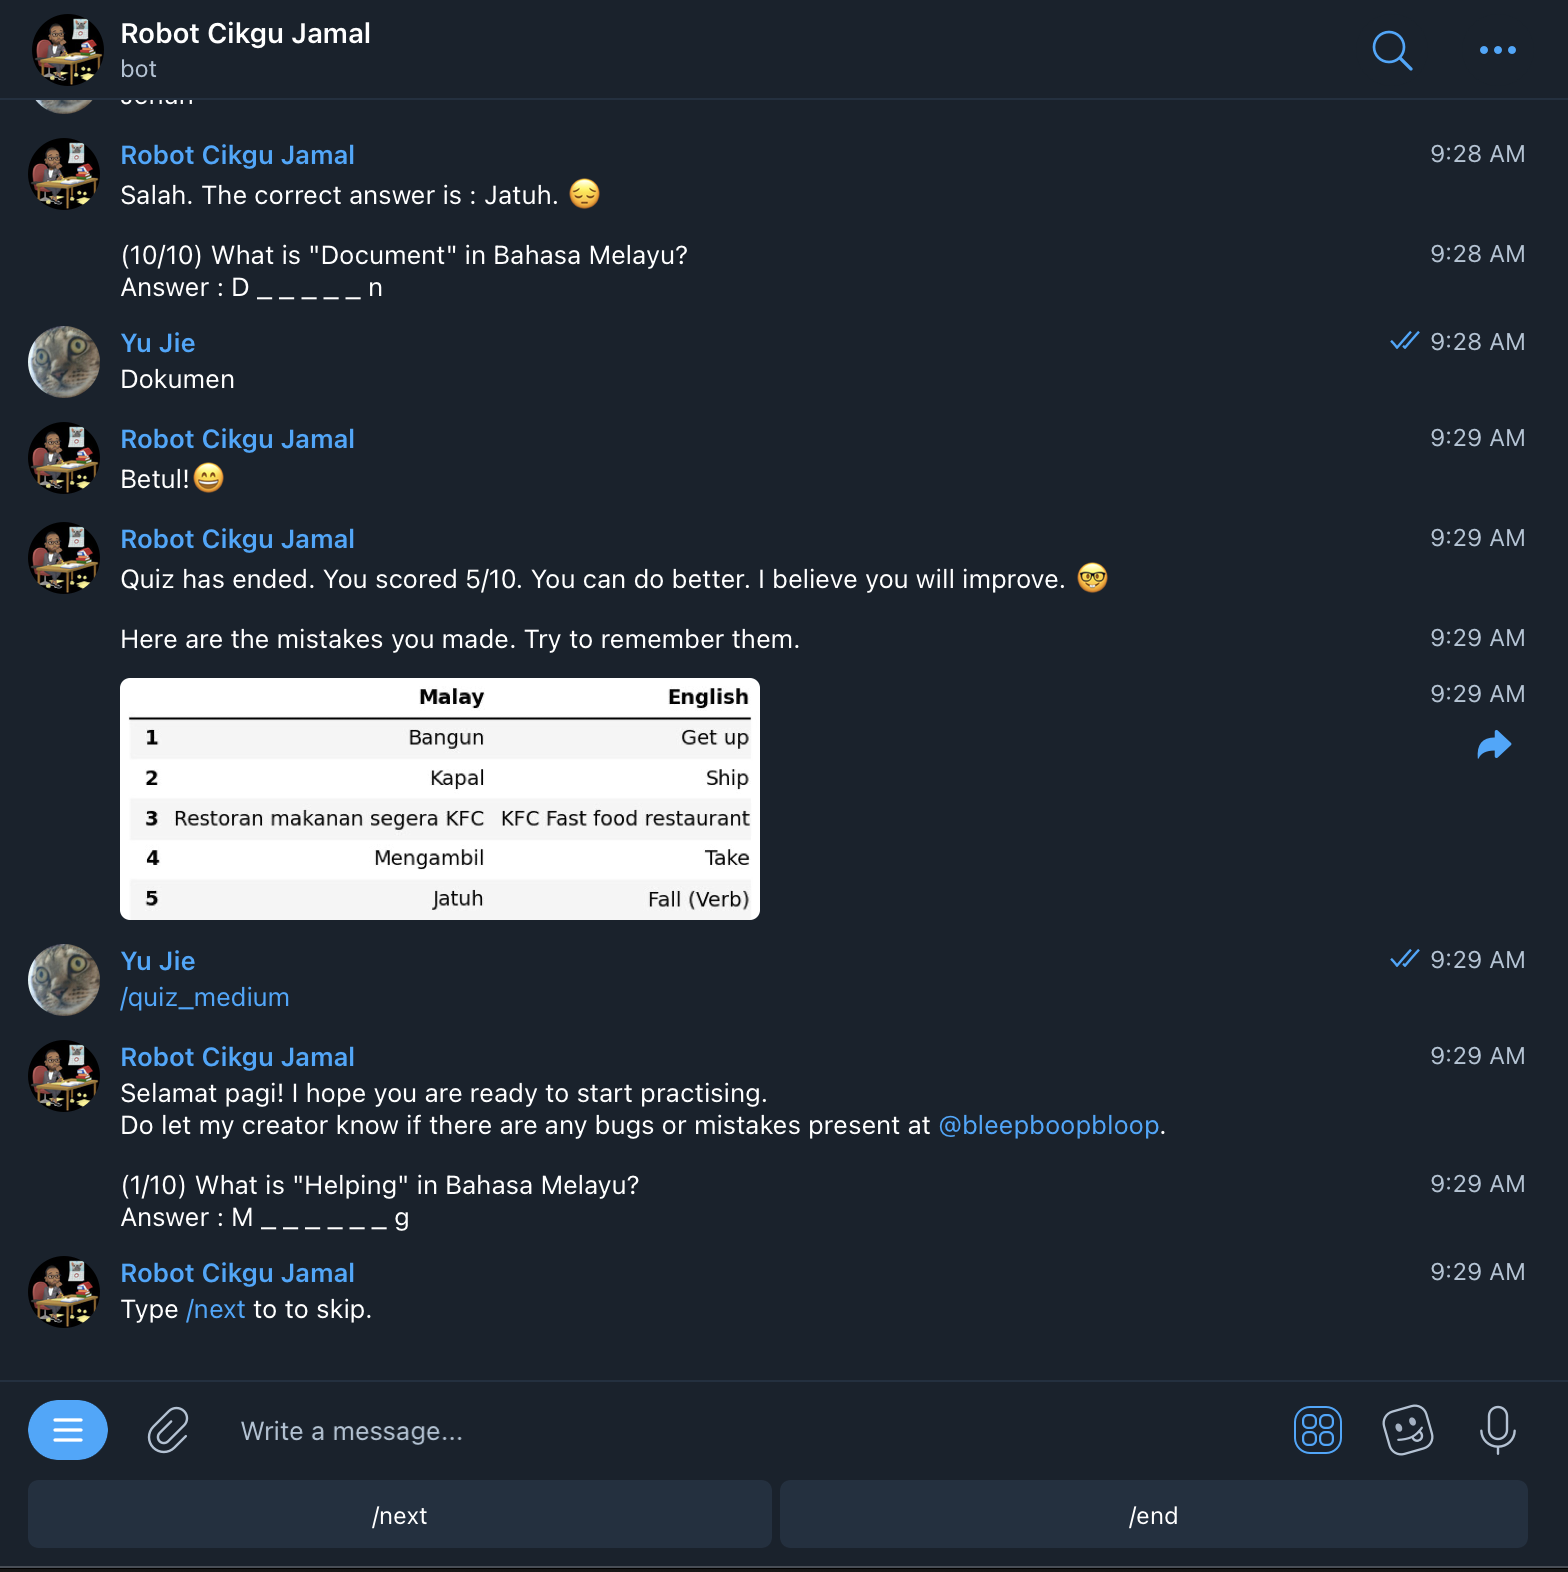 Robot Cikgu Jamal
bot
Robot Cikgu Jamal 9:28 AM
Salah. The correct answer is : Jatuh. 😔
(10/10) What is "Document" in Bahasa Melayu? 9:28 AM
Answer : D _ _ _ _ _ n
Yu Jie 9:28 AM
Dokumen
Robot Cikgu Jamal 9:29 AM
Betul!😄
Robot Cikgu Jamal 9:29 AM
Quiz has ended. You scored 5/10. You can do better. I believe you will improve. 🤓
Here are the mistakes you made. Try to remember them. 9:29 AM
Malay English 9:29 AM
1 Bangun Get up
2 Kapal Ship
3 Restoran makanan segera KFC KFC Fast food restaurant
4 Mengambil Take
5 Jatuh Fall (Verb)
Yu Jie 9:29 AM
/quiz_medium
Robot Cikgu Jamal 9:29 AM
Selamat pagi! I hope you are ready to start practising.
Do let my creator know if there are any bugs or mistakes present at @bleepboopbloop.
(1/10) What is "Helping" in Bahasa Melayu? 9:29 AM
Answer : M _ _ _ _ _ _ g
Robot Cikgu Jamal 9:29 AM
Type /next to to skip.
Write a message...
/next /end